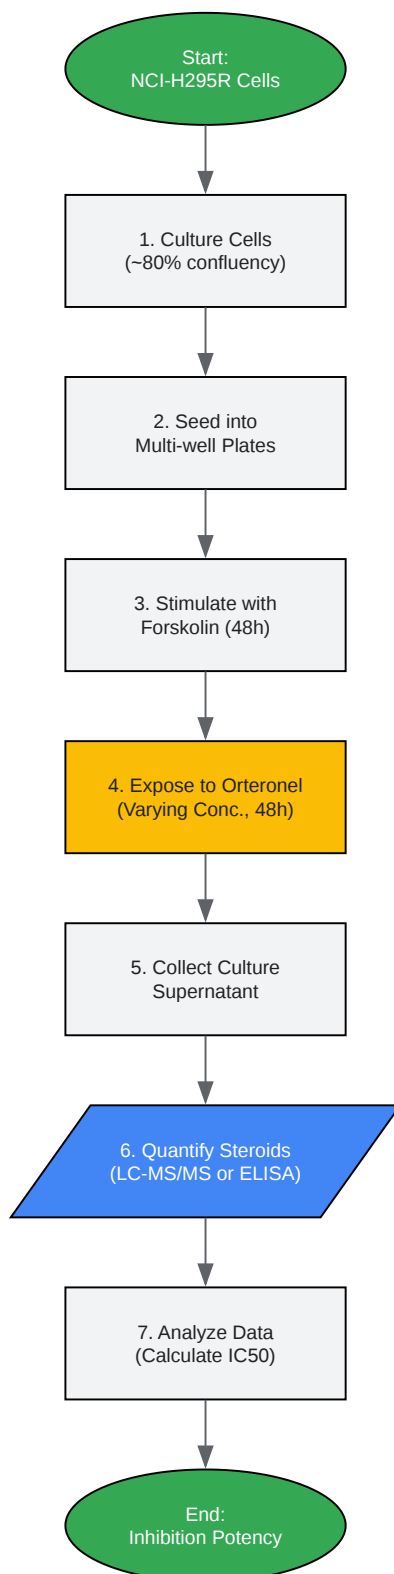 Start:
NCI-H295R Cells
1. Culture Cells
(~80% confluency)
2. Seed into
Multi-well Plates
3. Stimulate with
Forskolin (48h)
4. Expose to Orteronel
(Varying Conc., 48h)
5. Collect Culture
Supernatant
6. Quantify Steroids
(LC-MS/MS or ELISA)
7. Analyze Data
(Calculate IC50)
End:
Inhibition Potency